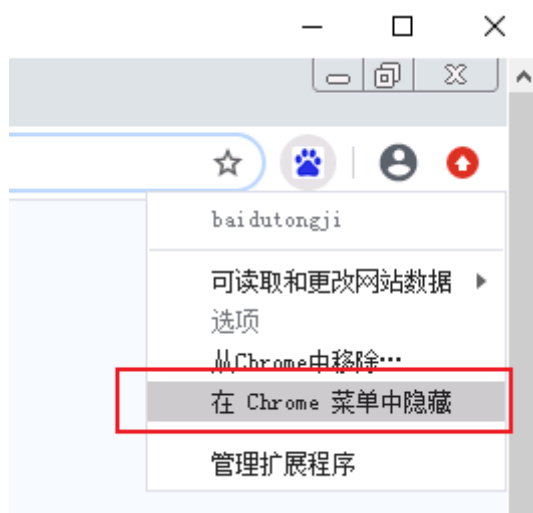 baidutongji
可读取和更改网站数据
选项
从Chrome中移除…
在 Chrome 菜单中隐藏
管理扩展程序